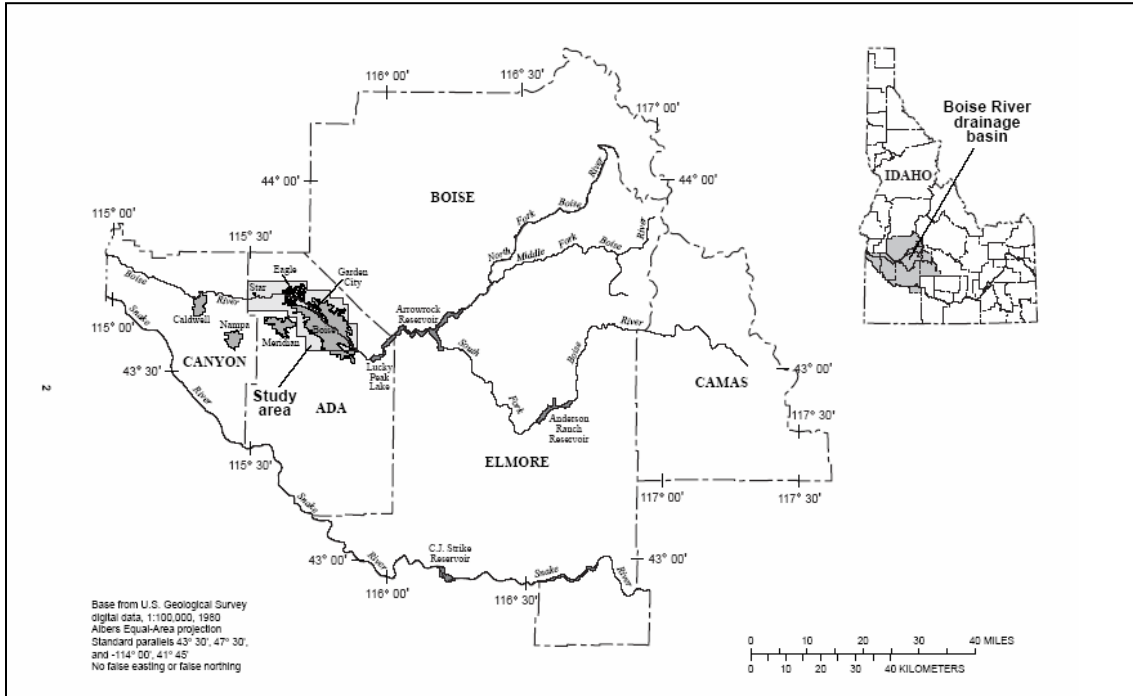 116° 00'
116° 30'
117° 00'
44° 00'
44° 00'
BOISE
North Fork Boise River
Middle Fork Boise River
115° 00'
115° 30'
Boise River
Star
Eagle
Garden City
Boise
Caldwell
Nampa
Meridian
Arrowrock Reservoir
Lucky Peak Lake
115° 00'
Snake River
CANYON
43° 30'
Study area
ADA
South Fork Boise River
Anderson Ranch Reservoir
ELMORE
CAMAS
43° 00'
117° 30'
115° 30'
117° 00'
117° 30'
Snake River
43° 00'
C.J. Strike Reservoir
Snake River
43° 00'
116° 00'
116° 30'
Boise River
drainage
basin
IDAHO
2
Base from U.S. Geological Survey
digital data, 1:100,000, 1980
Albers Equal-Area projection
Standard parallels 43° 30', 47° 30',
and -114° 00', 41° 45'
No false easting or false northing
0 10 20 30 40 MILES
0 10 20 30 40 KILOMETERS